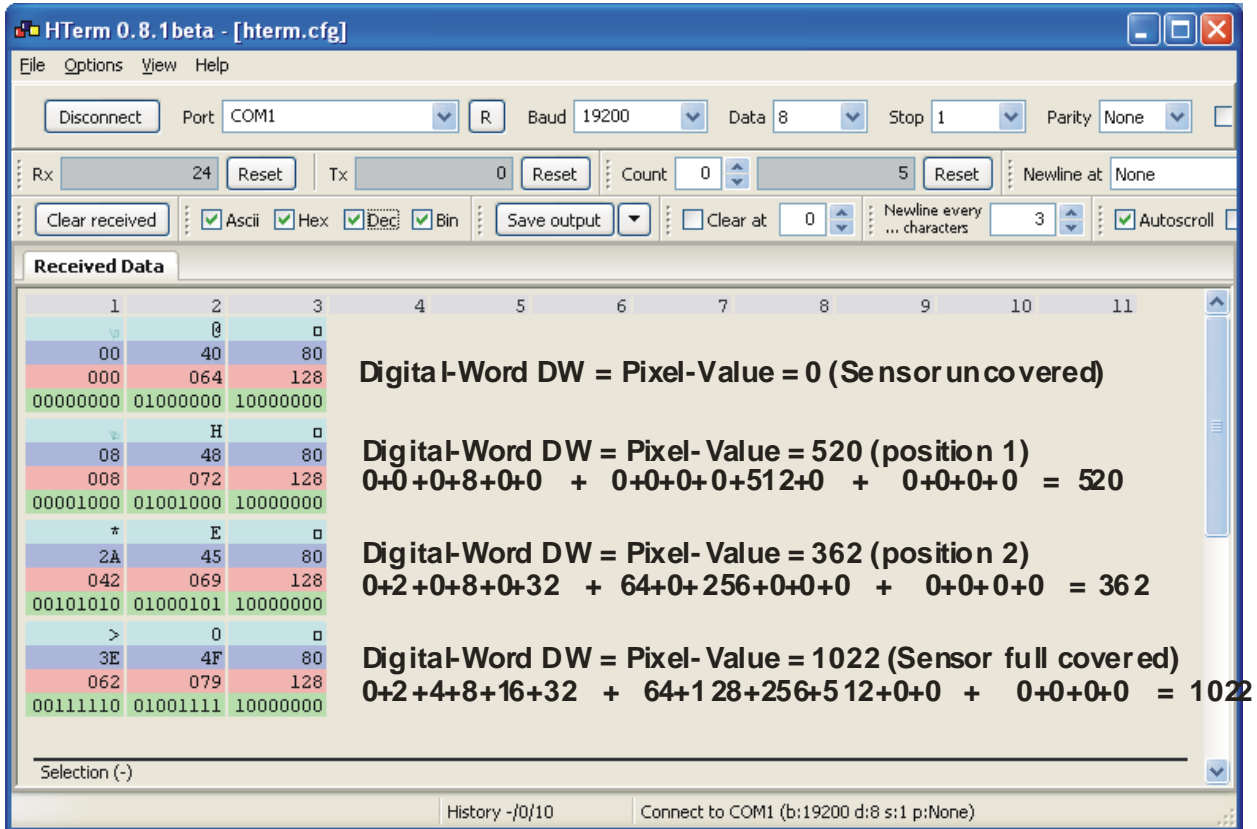 HTerm 0.8.1beta - [hterm.cfg]
File Options View Help
Disconnect Port COM1 R Baud 19200 Data 8 Stop 1 Parity None
Rx 24 Reset Tx 0 Reset Count 0 5 Reset Newline at None
Clear received Ascii Hex Dec Bin Save output Clear at 0 Newline every ... characters 3 Autoscroll
Received Data
1 2 3 4 5 6 7 8 9 10 11
\0 @ □
00 40 80
000 064 128
00000000 01000000 10000000
Digital-Word DW = Pixel-Value = 0 (Sensor uncovered)
H □
08 48 80
008 072 128
00001000 01001000 10000000
Digital-Word DW = Pixel-Value = 520 (position 1)
0+0+0+8+0+0 + 0+0+0+0+512+0 + 0+0+0+0 = 520
* E □
2A 45 80
042 069 128
00101010 01000101 10000000
Digital-Word DW = Pixel-Value = 362 (position 2)
0+2+0+8+0+32 + 64+0+256+0+0+0 + 0+0+0+0 = 362
> O □
3E 4F 80
062 079 128
00111110 01001111 10000000
Digital-Word DW = Pixel-Value = 1022 (Sensor full covered)
0+2+4+8+16+32 + 64+128+256+512+0+0 + 0+0+0+0 = 1022
Selection (-)
History -/0/10 Connect to COM1 (b:19200 d:8 s:1 p:None)